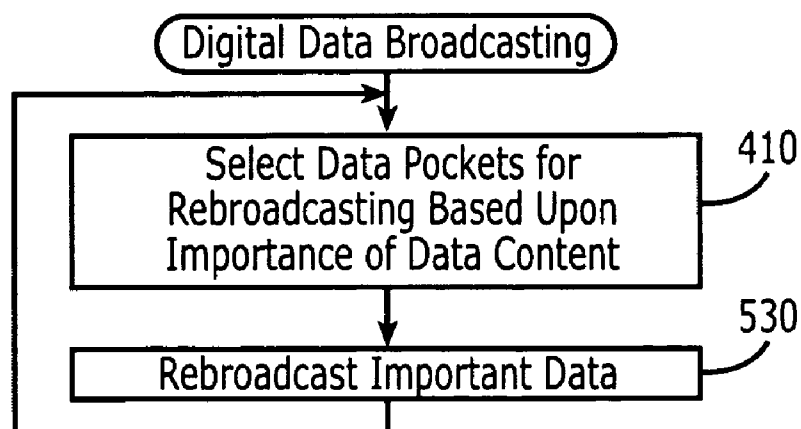 Digital Data Broadcasting
Select Data Pockets for
Rebroadcasting Based Upon
Importance of Data Content
410
Rebroadcast Important Data
530